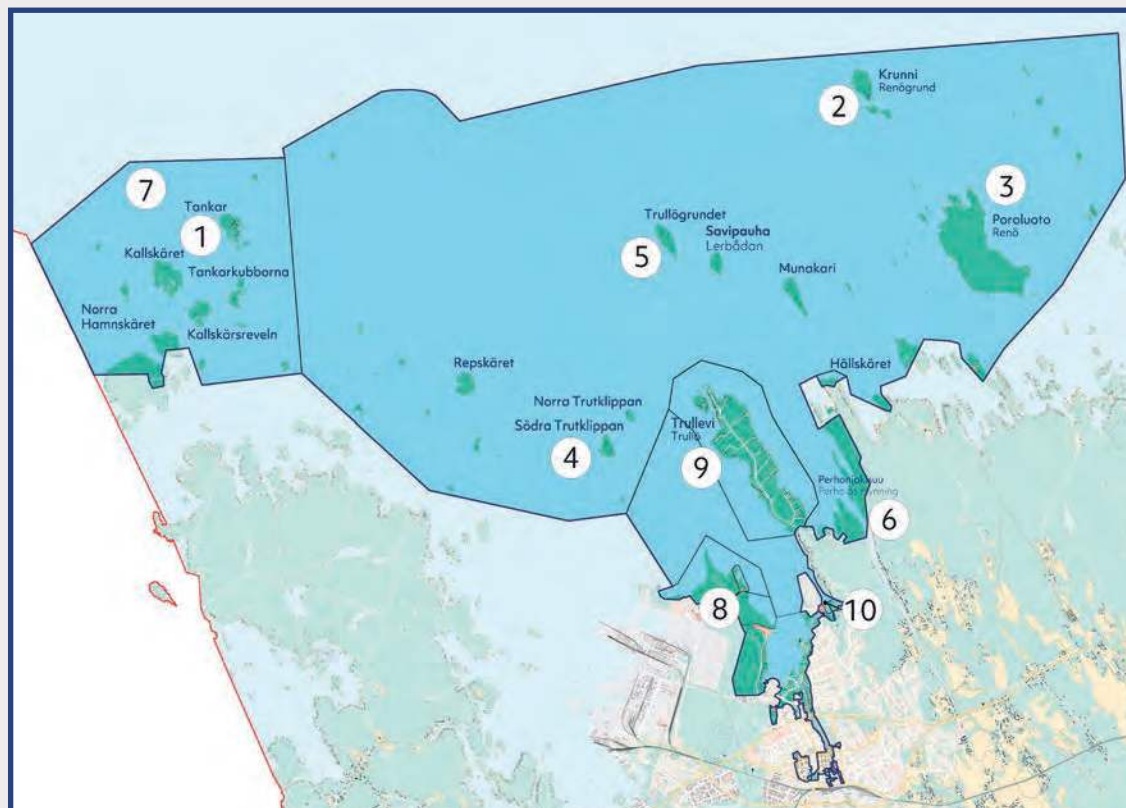 Krunni
Renögrund
2
7
3
Tankar
1
Poroluoto
Renö
Trullögrundet
Savipauha
Lerbådan
5
Kallskäret
Tankarkubborna
Munakari
Norra
Hamnskäret
Kallskärsreveln
Repskäret
Hällskäret
Norra Trutklippan
Södra Trutklippan
4
Trullevi
Trullö
9
Perhonjokisuu
Perho ås mynning
6
8
10